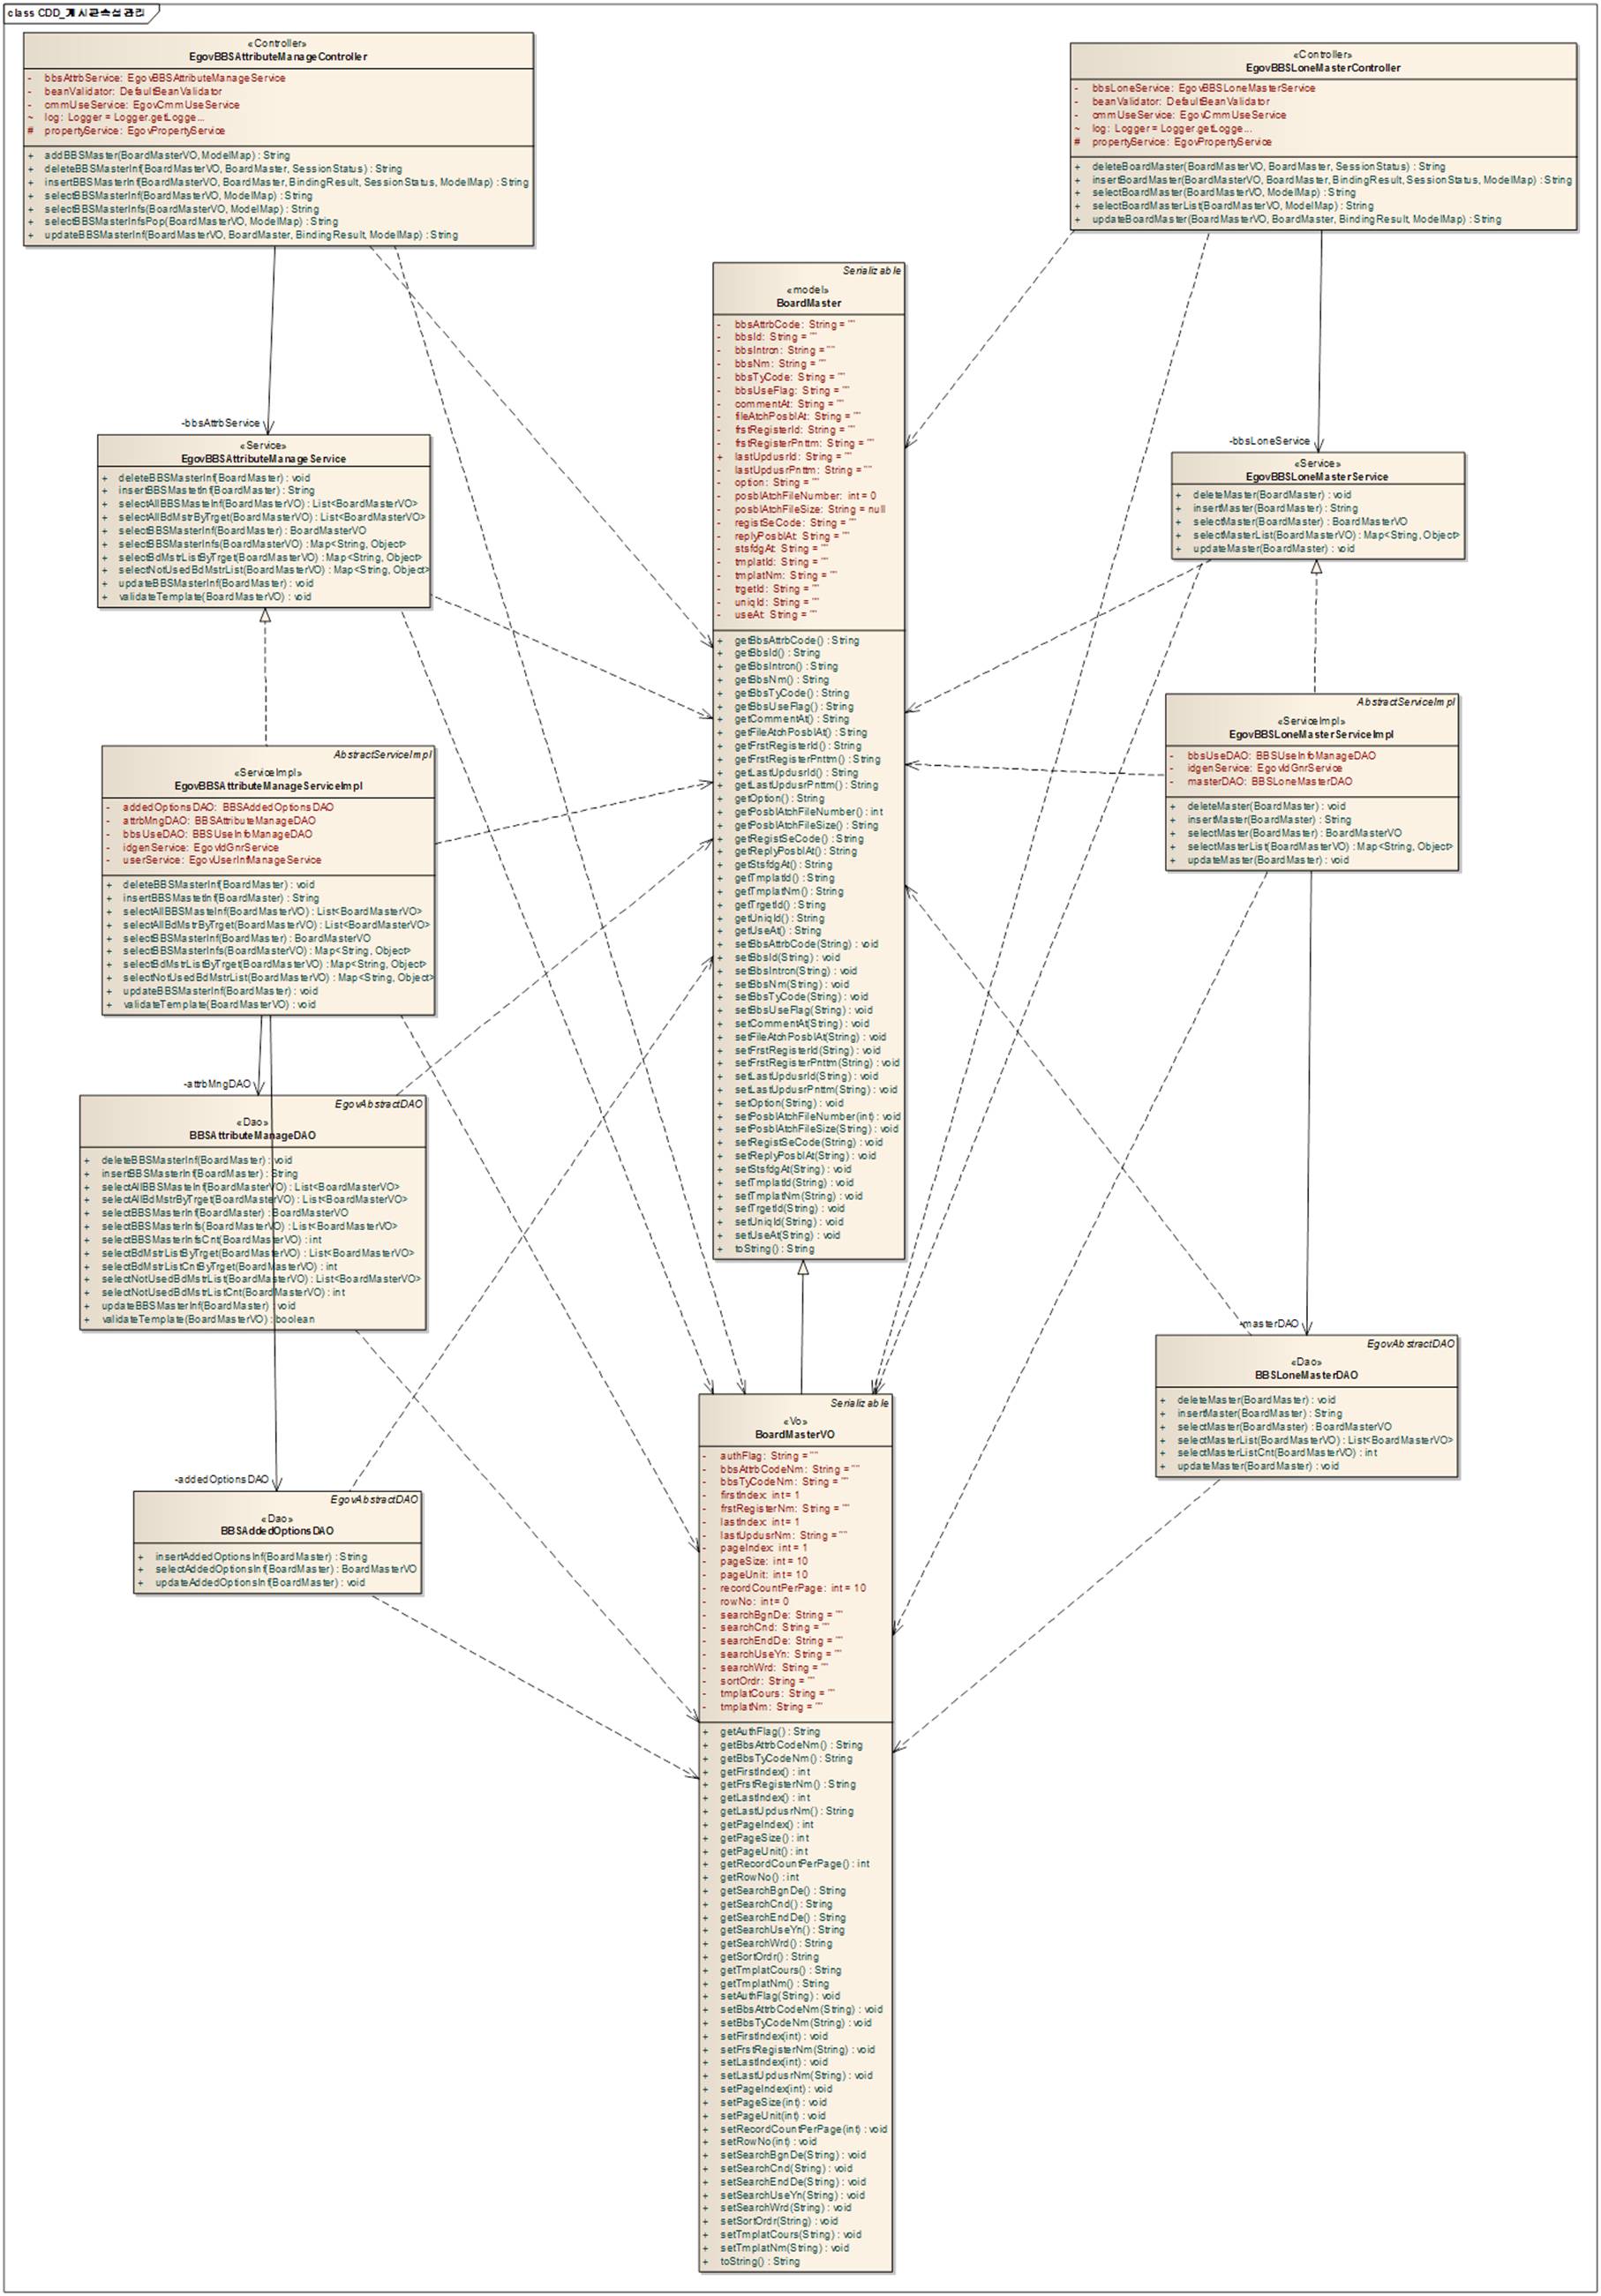 class CDD_게시판속성관리
«Controller»
EgovBBSAttributeManageController
- bbsAttrbService: EgovBBSAttributeManageService
- beanValidator: DefaultBeanValidator
- cmmUseService: EgovCmmUseService
~ log: Logger = Logger.getLogge...
# propertyService: EgovPropertyService
+ addBBSMaster(BoardMasterVO, ModelMap) : String
+ deleteBBSMasterInf(BoardMasterVO, BoardMaster, SessionStatus) : String
+ insertBBSMasterInf(BoardMasterVO, BoardMaster, BindingResult, SessionStatus, ModelMap) : String
+ selectBBSMasterInf(BoardMasterVO, ModelMap) : String
+ selectBBSMasterInfs(BoardMasterVO, ModelMap) : String
+ selectBBSMasterInfsPop(BoardMasterVO, ModelMap) : String
+ updateBBSMasterInf(BoardMasterVO, BoardMaster, BindingResult, ModelMap) : String
«Controller»
EgovBBSLoneMasterController
- bbsLoneService: EgovBBSLoneMasterService
- beanValidator: DefaultBeanValidator
- cmmUseService: EgovCmmUseService
~ log: Logger = Logger.getLogge...
# propertyService: EgovPropertyService
+ deleteBoardMaster(BoardMasterVO, BoardMaster, SessionStatus) : String
+ insertBoardMaster(BoardMasterVO, BoardMaster, BindingResult, SessionStatus, ModelMap) : String
+ selectBoardMaster(BoardMasterVO, ModelMap) : String
+ selectBoardMasterList(BoardMasterVO, ModelMap) : String
+ updateBoardMaster(BoardMasterVO, BoardMaster, BindingResult, ModelMap) : String
Serializable
«model»
BoardMaster
- bbsAttrbCode: String = ""
- bbsId: String = ""
- bbsIntrcn: String = ""
- bbsNm: String = ""
- bbsTyCode: String = ""
- bbsUseFlag: String = ""
- commentAt: String = ""
- fileAtchPosblAt: String = ""
- frstRegisterId: String = ""
- frstRegisterPnttm: String = ""
+ lastUpdusrId: String = ""
- lastUpdusrPnttm: String = ""
- option: String = ""
- posblAtchFileNumber: int = 0
- posblAtchFileSize: String = null
- registSeCode: String = ""
- replyPosblAt: String = ""
- stsfdgAt: String = ""
- tmplatId: String = ""
- tmplatNm: String = ""
- trgetId: String = ""
- uniqId: String = ""
- useAt: String = ""
+ getBbsAttrbCode() : String
+ getBbsId() : String
+ getBbsIntrcn() : String
+ getBbsNm() : String
+ getBbsTyCode() : String
+ getBbsUseFlag() : String
+ getCommentAt() : String
+ getFileAtchPosblAt() : String
+ getFrstRegisterId() : String
+ getFrstRegisterPnttm() : String
+ getLastUpdusrId() : String
+ getLastUpdusrPnttm() : String
+ getOption() : String
+ getPosblAtchFileNumber() : int
+ getPosblAtchFileSize() : String
+ getRegistSeCode() : String
+ getReplyPosblAt() : String
+ getStsfdgAt() : String
+ getTmplatId() : String
+ getTmplatNm() : String
+ getTrgetId() : String
+ getUniqId() : String
+ getUseAt() : String
+ setBbsAttrbCode(String) : void
+ setBbsId(String) : void
+ setBbsIntrcn(String) : void
+ setBbsNm(String) : void
+ setBbsTyCode(String) : void
+ setBbsUseFlag(String) : void
+ setCommentAt(String) : void
+ setFileAtchPosblAt(String) : void
+ setFrstRegisterId(String) : void
+ setFrstRegisterPnttm(String) : void
+ setLastUpdusrId(String) : void
+ setLastUpdusrPnttm(String) : void
+ setOption(String) : void
+ setPosblAtchFileNumber(int) : void
+ setPosblAtchFileSize(String) : void
+ setRegistSeCode(String) : void
+ setReplyPosblAt(String) : void
+ setStsfdgAt(String) : void
+ setTmplatId(String) : void
+ setTmplatNm(String) : void
+ setTrgetId(String) : void
+ setUniqId(String) : void
+ setUseAt(String) : void
+ toString() : String
-bbsAttrbService
«Service»
EgovBBSAttributeManageService
+ deleteBBSMasterInf(BoardMaster) : void
+ insertBBSMastetInf(BoardMaster) : String
+ selectAllBBSMasteInf(BoardMasterVO) : List<BoardMasterVO>
+ selectAllBdMstrByTrget(BoardMasterVO) : List<BoardMasterVO>
+ selectBBSMasterInf(BoardMaster) : BoardMasterVO
+ selectBBSMasterInfs(BoardMasterVO) : Map<String, Object>
+ selectBdMstrListByTrget(BoardMasterVO) : Map<String, Object>
+ selectNotUsedBdMstrList(BoardMasterVO) : Map<String, Object>
+ updateBBSMasterInf(BoardMaster) : void
+ validateTemplate(BoardMasterVO) : void
-bbsLoneService
«Service»
EgovBBSLoneMasterService
+ deleteMaster(BoardMaster) : void
+ insertMaster(BoardMaster) : String
+ selectMaster(BoardMaster) : BoardMasterVO
+ selectMasterList(BoardMasterVO) : Map<String, Object>
+ updateMaster(BoardMaster) : void
AbstractServiceImpl
«ServiceImpl»
EgovBBSLoneMasterServiceImpl
- bbsUseDAO: BBSUseInfoManageDAO
- idgenService: EgovIdGnrService
- masterDAO: BBSLoneMasterDAO
+ deleteMaster(BoardMaster) : void
+ insertMaster(BoardMaster) : String
+ selectMaster(BoardMaster) : BoardMasterVO
+ selectMasterList(BoardMasterVO) : Map<String, Object>
+ updateMaster(BoardMaster) : void
AbstractServiceImpl
«ServiceImpl»
EgovBBSAttributeManageServiceImpl
- addedOptionsDAO: BBSAddedOptionsDAO
- attrbMngDAO: BBSAttributeManageDAO
- bbsUseDAO: BBSUseInfoManageDAO
- idgenService: EgovIdGnrService
- userService: EgovUserInfManageService
+ deleteBBSMasterInf(BoardMaster) : void
+ insertBBSMastetInf(BoardMaster) : String
+ selectAllBBSMasteInf(BoardMasterVO) : List<BoardMasterVO>
+ selectAllBdMstrByTrget(BoardMasterVO) : List<BoardMasterVO>
+ selectBBSMasterInf(BoardMaster) : BoardMasterVO
+ selectBBSMasterInfs(BoardMasterVO) : Map<String, Object>
+ selectBdMstrListByTrget(BoardMasterVO) : Map<String, Object>
+ selectNotUsedBdMstrList(BoardMasterVO) : Map<String, Object>
+ updateBBSMasterInf(BoardMaster) : void
+ validateTemplate(BoardMasterVO) : void
-attrbMngDAO
EgovAbstractDAO
«Dao»
BBSAttributeManageDAO
+ deleteBBSMasterInf(BoardMaster) : void
+ insertBBSMasterInf(BoardMaster) : String
+ selectAllBBSMasteInf(BoardMasterVO) : List<BoardMasterVO>
+ selectAllBdMstrByTrget(BoardMasterVO) : List<BoardMasterVO>
+ selectBBSMasterInf(BoardMaster) : BoardMasterVO
+ selectBBSMasterInfs(BoardMasterVO) : List<BoardMasterVO>
+ selectBBSMasterInfsCnt(BoardMasterVO) : int
+ selectBdMstrListByTrget(BoardMasterVO) : List<BoardMasterVO>
+ selectBdMstrListCntByTrget(BoardMasterVO) : int
+ selectNotUsedBdMstrList(BoardMasterVO) : List<BoardMasterVO>
+ selectNotUsedBdMstrListCnt(BoardMasterVO) : int
+ updateBBSMasterInf(BoardMaster) : void
+ validateTemplate(BoardMasterVO) : boolean
-masterDAO
EgovAbstractDAO
«Dao»
BBSLoneMasterDAO
+ deleteMaster(BoardMaster) : void
+ insertMaster(BoardMaster) : String
+ selectMaster(BoardMaster) : BoardMasterVO
+ selectMasterList(BoardMasterVO) : List<BoardMasterVO>
+ selectMasterListCnt(BoardMasterVO) : int
+ updateMaster(BoardMaster) : void
-addedOptionsDAO
EgovAbstractDAO
«Dao»
BBSAddedOptionsDAO
+ insertAddedOptionsInf(BoardMaster) : String
+ selectAddedOptionsInf(BoardMaster) : BoardMasterVO
+ updateAddedOptionsInf(BoardMaster) : void
Serializable
«Vo»
BoardMasterVO
- authFlag: String = ""
- bbsAttrbCodeNm: String = ""
- bbsTyCodeNm: String = ""
- firstIndex: int = 1
- frstRegisterNm: String = ""
- lastIndex: int = 1
- lastUpdusrNm: String = ""
- pageIndex: int = 1
- pageSize: int = 10
- pageUnit: int = 10
- recordCountPerPage: int = 10
- rowNo: int = 0
- searchBgnDe: String = ""
- searchCnd: String = ""
- searchEndDe: String = ""
- searchUseYn: String = ""
- searchWrd: String = ""
- sortOrdr: String = ""
- tmplatCours: String = ""
- tmplatNm: String = ""
+ getAuthFlag() : String
+ getBbsAttrbCodeNm() : String
+ getBbsTyCodeNm() : String
+ getFirstIndex() : int
+ getFrstRegisterNm() : String
+ getLastIndex() : int
+ getLastUpdusrNm() : String
+ getPageIndex() : int
+ getPageSize() : int
+ getPageUnit() : int
+ getRecordCountPerPage() : int
+ getRowNo() : int
+ getSearchBgnDe() : String
+ getSearchCnd() : String
+ getSearchEndDe() : String
+ getSearchUseYn() : String
+ getSearchWrd() : String
+ getSortOrdr() : String
+ getTmplatCours() : String
+ getTmplatNm() : String
+ setAuthFlag(String) : void
+ setBbsAttrbCodeNm(String) : void
+ setBbsTyCodeNm(String) : void
+ setFirstIndex(int) : void
+ setFrstRegisterNm(String) : void
+ setLastIndex(int) : void
+ setLastUpdusrNm(String) : void
+ setPageIndex(int) : void
+ setPageSize(int) : void
+ setPageUnit(int) : void
+ setRecordCountPerPage(int) : void
+ setRowNo(int) : void
+ setSearchBgnDe(String) : void
+ setSearchCnd(String) : void
+ setSearchEndDe(String) : void
+ setSearchUseYn(String) : void
+ setSearchWrd(String) : void
+ setSortOrdr(String) : void
+ setTmplatCours(String) : void
+ setTmplatNm(String) : void
+ toString() : String